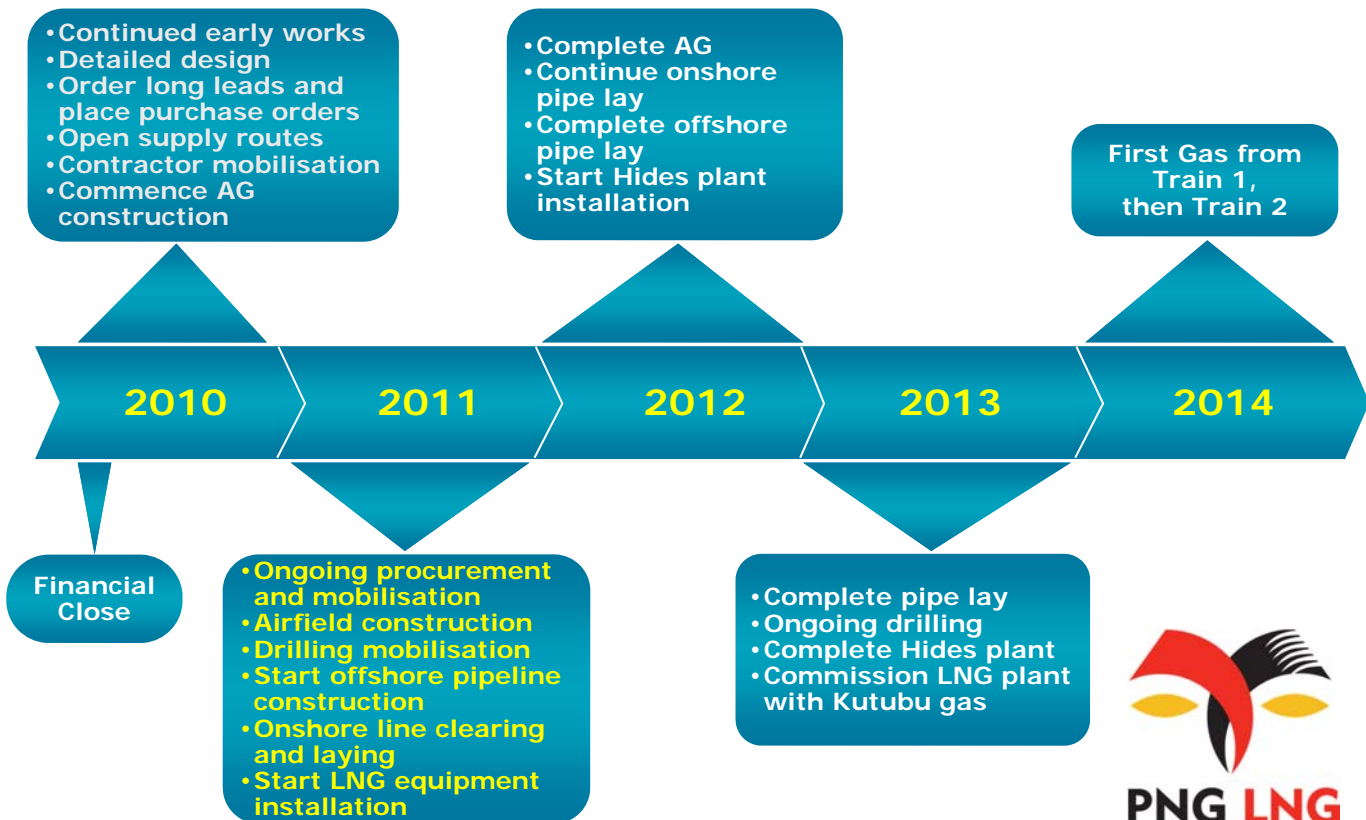 •Continued early works
•Detailed design
•Order long leads and
place purchase orders
•Open supply routes
•Contractor mobilisation
•Commence AG
construction
•Complete AG
•Continue onshore
pipe lay
•Complete offshore
pipe lay
•Start Hides plant
installation
First Gas from
Train 1,
then Train 2
2010
2011
2012
2013
2014
Financial
Close
•Ongoing procurement
and mobilisation
•Airfield construction
•Drilling mobilisation
•Start offshore pipeline
construction
•Onshore line clearing
and laying
•Start LNG equipment
installation
•Complete pipe lay
•Ongoing drilling
•Complete Hides plant
•Commission LNG plant
with Kutubu gas
PNG LNG